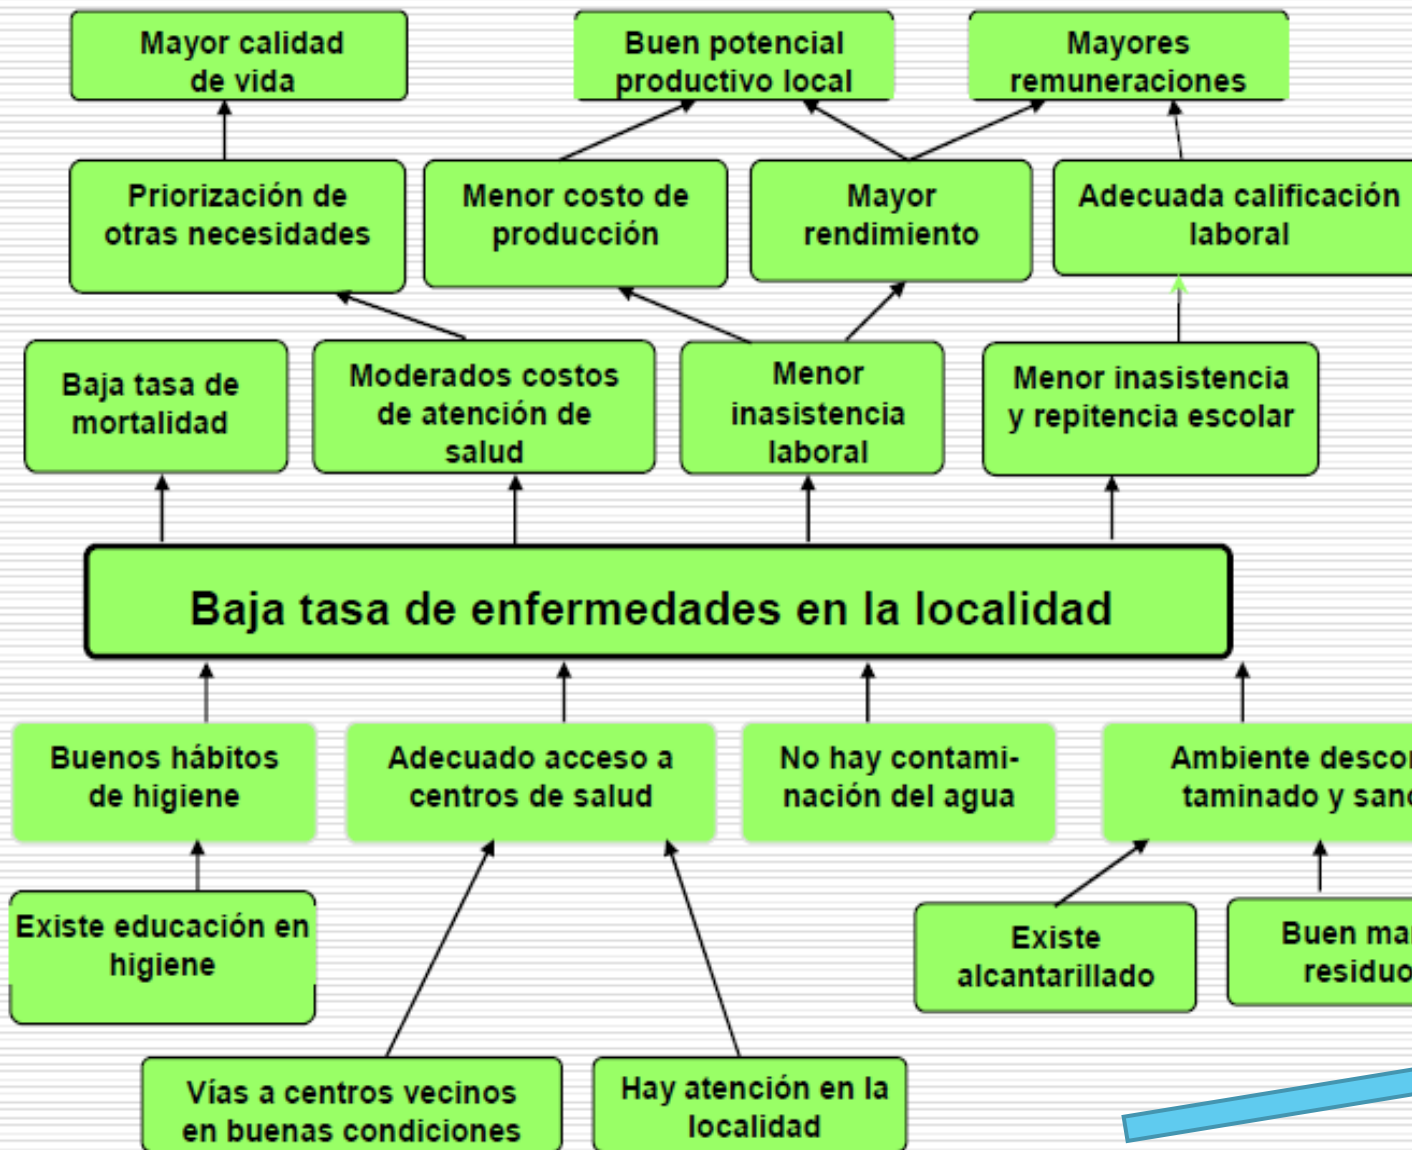 Mayor calidad
de vida
Buen potencial
productivo local
Mayores
remuneraciones
Priorización de
otras necesidades
Menor costo de
producción
Mayor
rendimiento
Adecuada calificación
laboral
Baja tasa de
mortalidad
Moderados costos
de atención de
salud
Menor
inasistencia
laboral
Menor inasistencia
y repitencia escolar
Baja tasa de enfermedades en la localidad
Buenos hábitos
de higiene
Adecuado acceso a
centros de salud
No hay contami-
nación del agua
Ambiente
taminado y
Existe educación en
higiene
Existe
alcantarillado
Buen
Vías a centros vecinos
en buenas condiciones
Hay atención en la
localidad